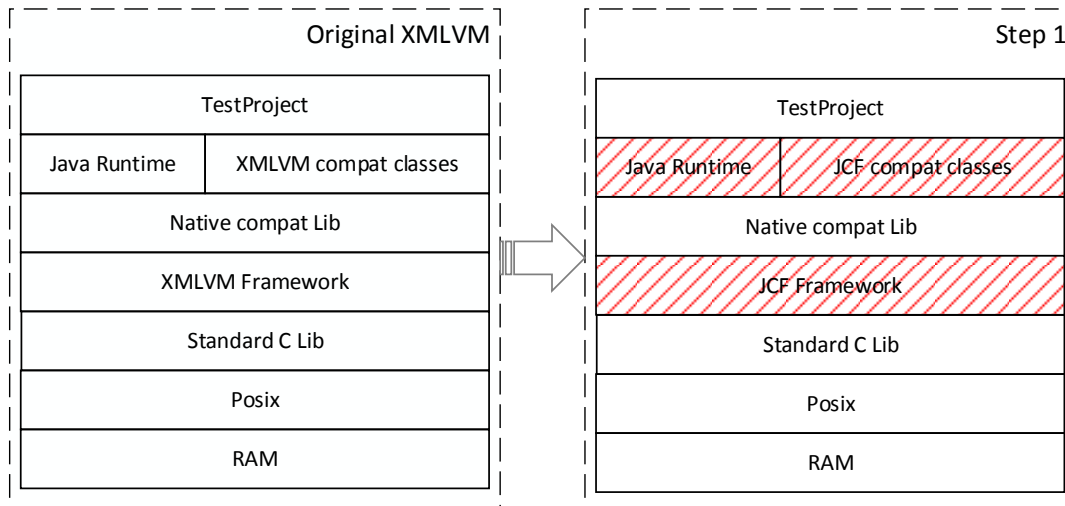 Original XMLVM
TestProject
Java Runtime
XMLVM compat classes
Native compat Lib
XMLVM Framework
Standard C Lib
Posix
RAM
Step 1
TestProject
Java Runtime
JCF compat classes
Native compat Lib
JCF Framework
Standard C Lib
Posix
RAM